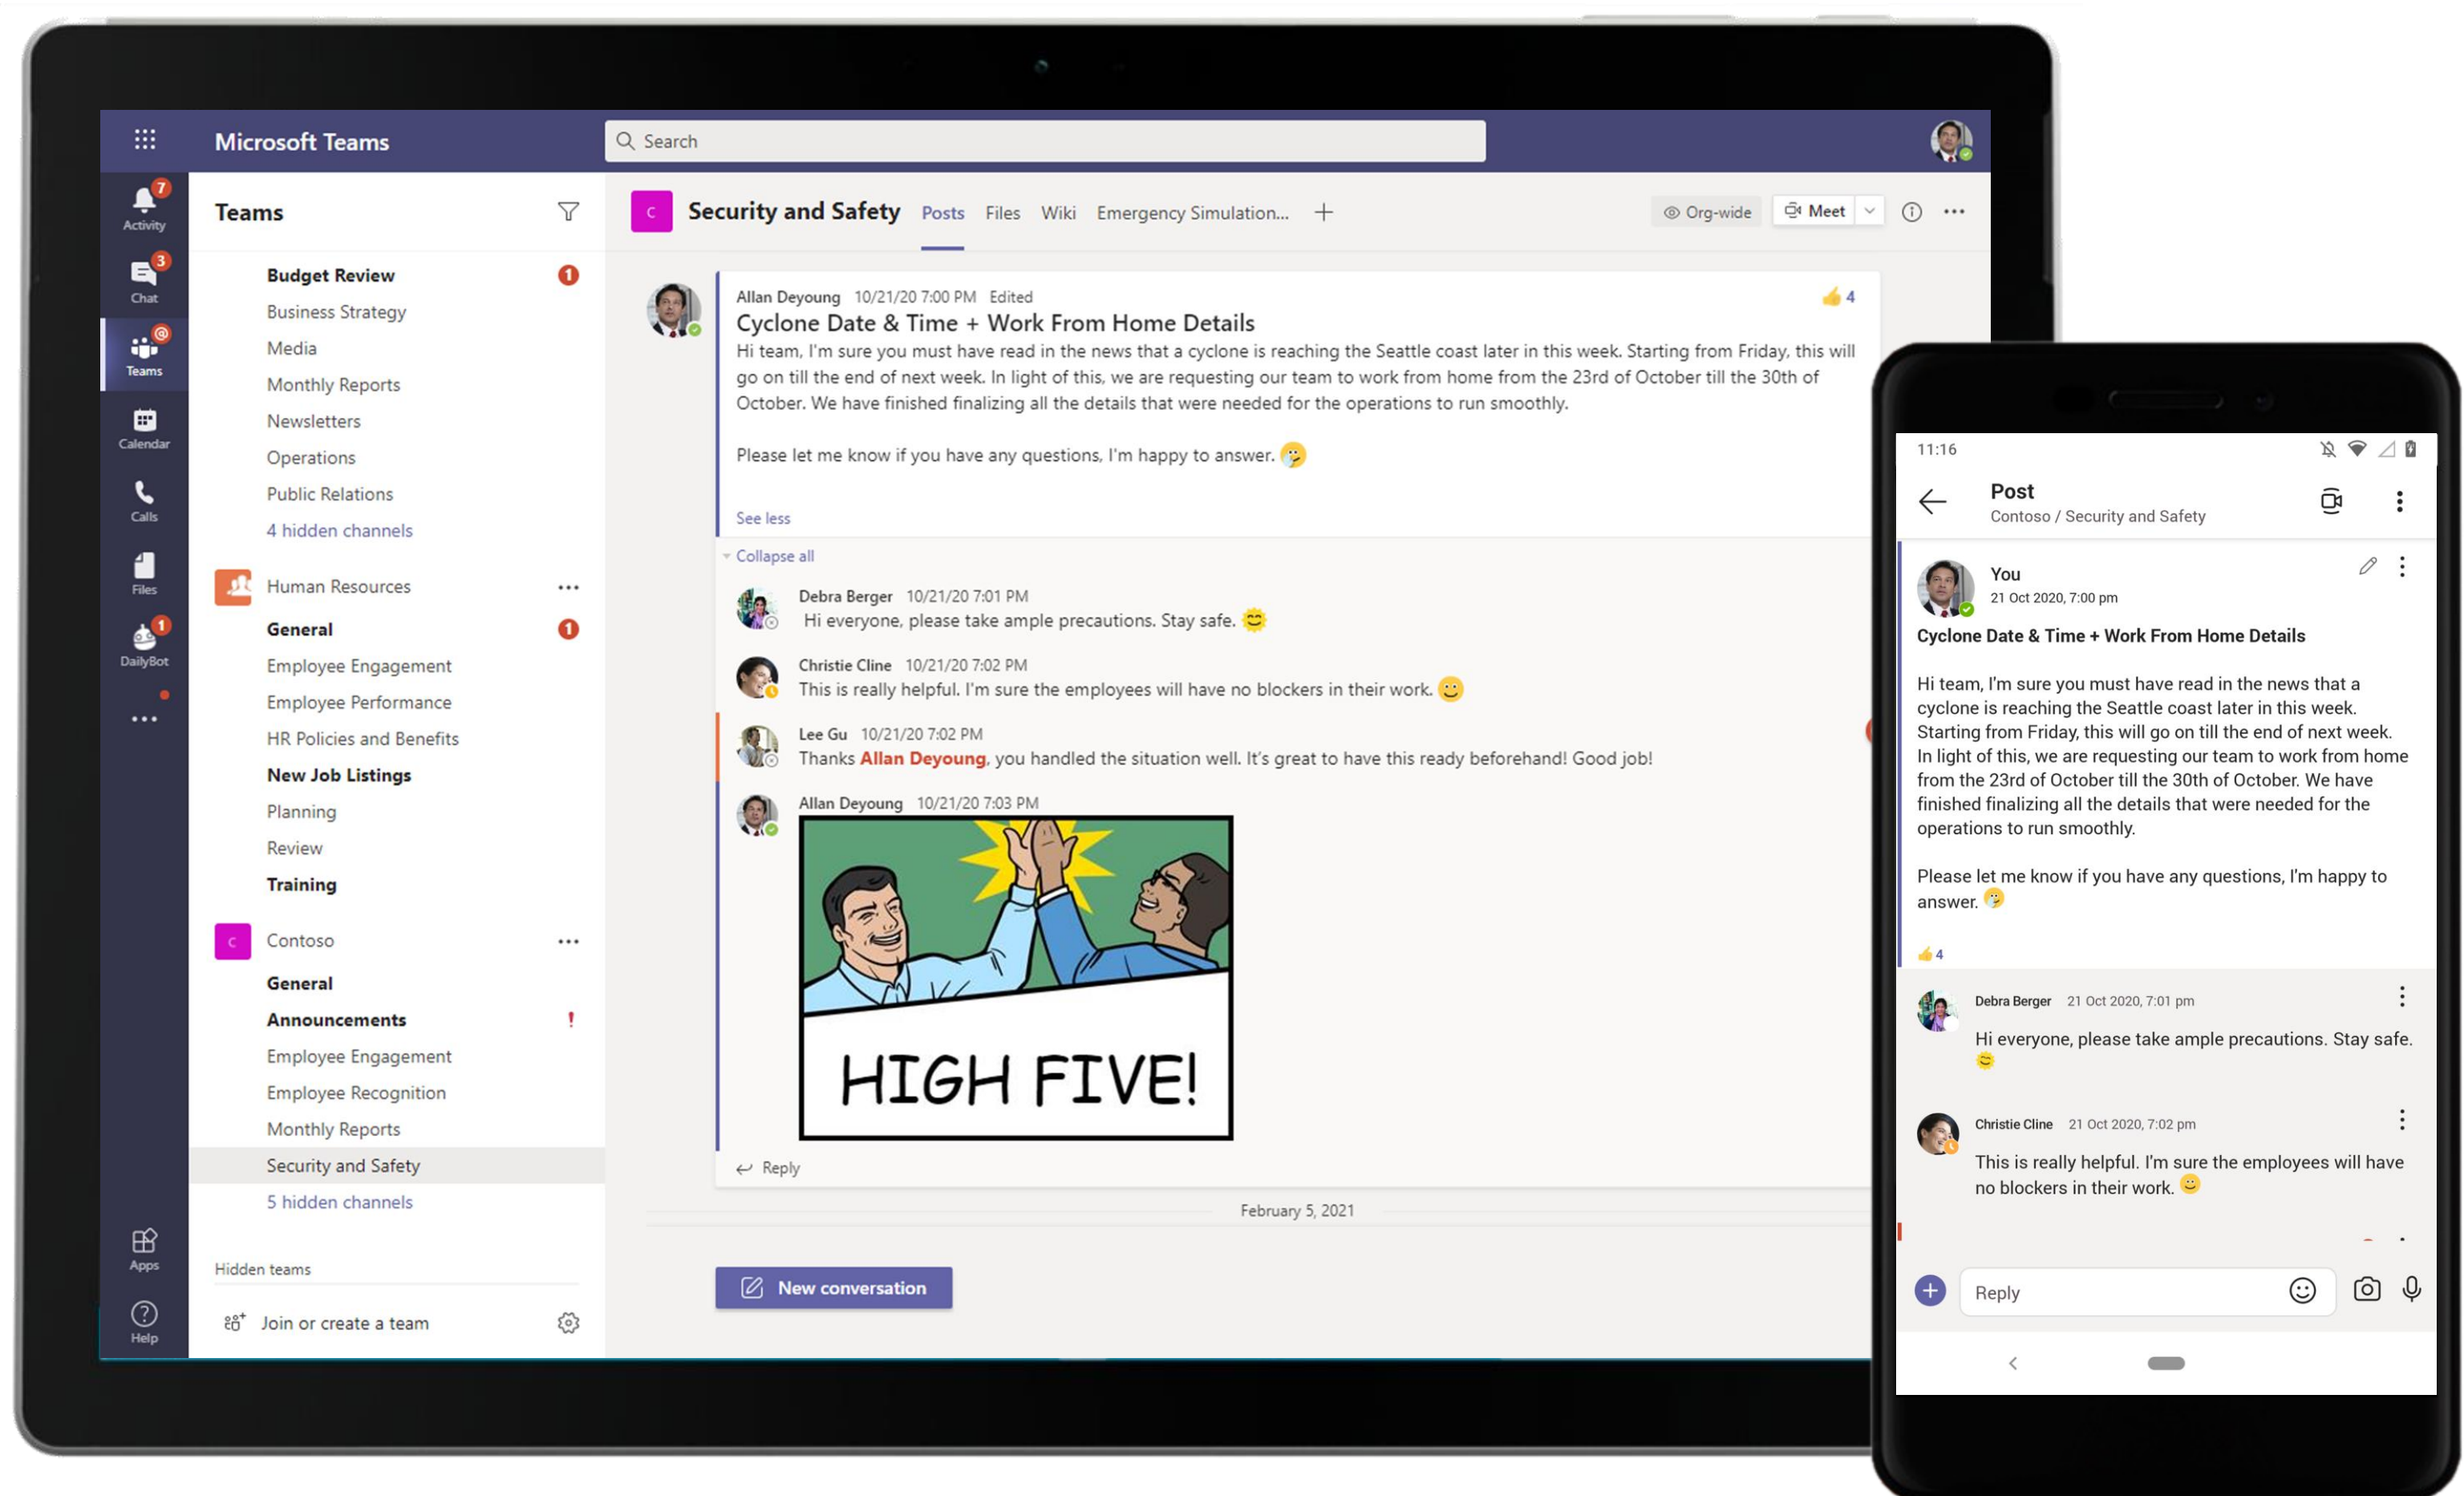 Microsoft Teams
Search
7
Activity
3
Chat
@
Teams
Calendar
Calls
Files
1
DailyBot
Apps
Help
Teams
Budget Review 1
Business Strategy
Media
Monthly Reports
Newsletters
Operations
Public Relations
4 hidden channels
Human Resources
General 1
Employee Engagement
Employee Performance
HR Policies and Benefits
New Job Listings
Planning
Review
Training
C Contoso
General
Announcements !
Employee Engagement
Employee Recognition
Monthly Reports
Security and Safety
5 hidden channels
Hidden teams
Join or create a team
C Security and Safety Posts Files Wiki Emergency Simulation... Org-wide Meet
Allan Deyoung 10/21/20 7:00 PM Edited 4
Cyclone Date & Time + Work From Home Details
Hi team, I'm sure you must have read in the news that a cyclone is reaching the Seattle coast later in this week. Starting from Friday, this will
go on till the end of next week. In light of this, we are requesting our team to work from home from the 23rd of October till the 30th of
October. We have finished finalizing all the details that were needed for the operations to run smoothly.
Please let me know if you have any questions, I'm happy to answer.
See less
Collapse all
Debra Berger 10/21/20 7:01 PM
Hi everyone, please take ample precautions. Stay safe.
Christie Cline 10/21/20 7:02 PM
This is really helpful. I'm sure the employees will have no blockers in their work.
Lee Gu 10/21/20 7:02 PM
Thanks Allan Deyoung, you handled the situation well. It's great to have this ready beforehand! Good job!
Allan Deyoung 10/21/20 7:03 PM
HIGH FIVE!
Reply
February 5, 2021
New conversation
11:16
Post
Contoso / Security and Safety
You
21 Oct 2020, 7:00 pm
Cyclone Date & Time + Work From Home Details
Hi team, I'm sure you must have read in the news that a
cyclone is reaching the Seattle coast later in this week.
Starting from Friday, this will go on till the end of next week.
In light of this, we are requesting our team to work from home
from the 23rd of October till the 30th of October. We have
finished finalizing all the details that were needed for the
operations to run smoothly.
Please let me know if you have any questions, I'm happy to
answer.
4
Debra Berger 21 Oct 2020, 7:01 pm
Hi everyone, please take ample precautions. Stay safe.
Christie Cline 21 Oct 2020, 7:02 pm
This is really helpful. I'm sure the employees will have
no blockers in their work.
Reply